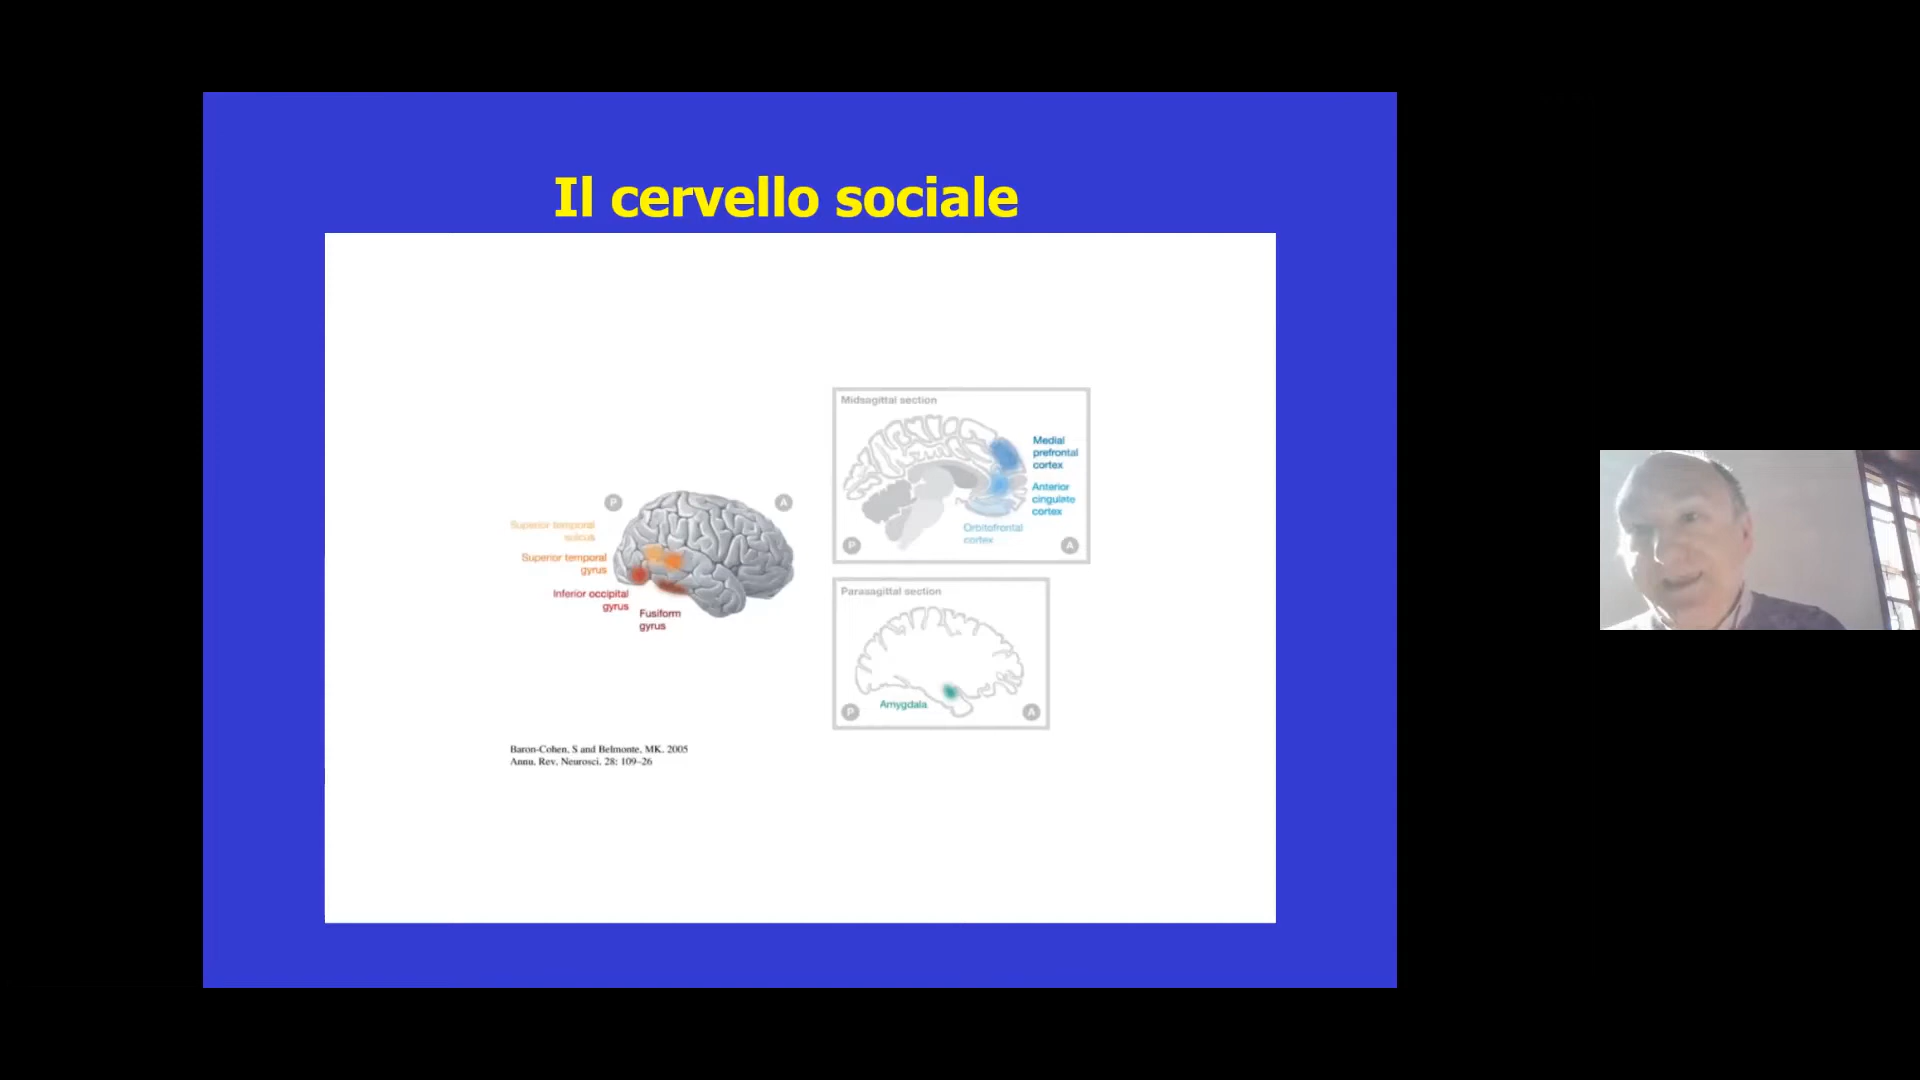 Il cervello sociale
Midsagittal section
Medial
prefrontal
cortex
Anterior
cingulate
cortex
Orbitofrontal
cortex
P
A
P
A
Superior temporal
sulcus
Superior temporal
gyrus
Inferior occipital
gyrus
Fusiform
gyrus
Parasagittal section
Amygdala
P
A
Baron-Cohen, S and Belmonte, MK. 2005
Annu. Rev. Neurosci. 28: 109–26